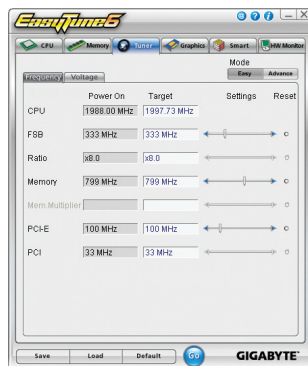 EasyTune6
CPU Memory Tuner Graphics Smart HW Monitor
Mode
Easy Advance
Frequency Voltage
Power On Target Settings Reset
CPU 1988.00 MHz 1997.73 MHz
FSB 333 MHz 333 MHz
Ratio x8.0 x8.0
Memory 799 MHz 799 MHz
Mem.Multiplier
PCI-E 100 MHz 100 MHz
PCI 33 MHz 33 MHz
Save Load Default Go GIGABYTE™